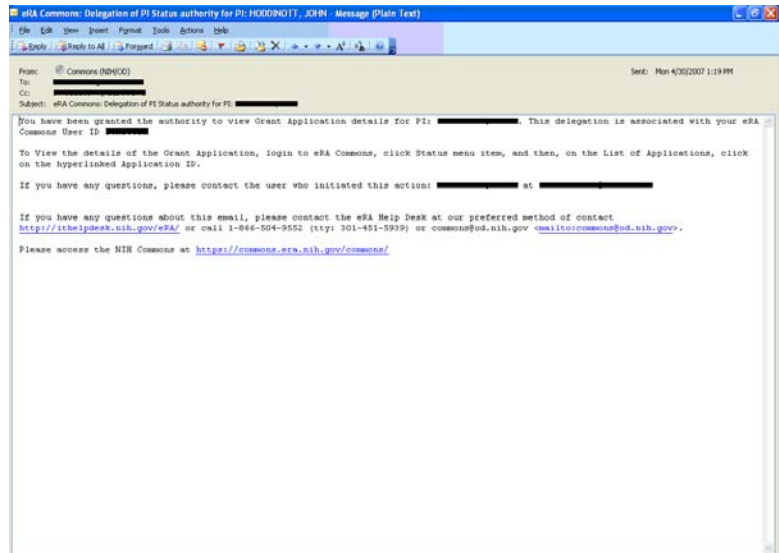 eRA Commons: Delegation of PI Status authority for PI: HODDINOTT, JOHN - Message (Plain Text)
File Edit View Insert Format Tools Actions Help
Reply Reply to All Forward
From: Commons (NIH/OD) Sent: Mon 4/30/2007 1:19 PM
To:
Cc:
Subject: eRA Commons: Delegation of PI Status authority for PI:
You have been granted the authority to view Grant Application details for PI: . This delegation is associated with your eRA
Commons User ID
To View the details of the Grant Application, login to eRA Commons, click Status menu item, and then, on the List of Applications, click
on the hyperlinked Application ID.
If you have any questions, please contact the user who initiated this action: at
If you have any questions about this email, please contact the eRA Help Desk at our preferred method of contact
http://ithelpdesk.nih.gov/eRA/ or call 1-866-504-9552 (tty: 301-451-5939) or commons@od.nih.gov <mailto:commons@od.nih.gov>.
Please access the NIH Commons at https://commons.era.nih.gov/commons/